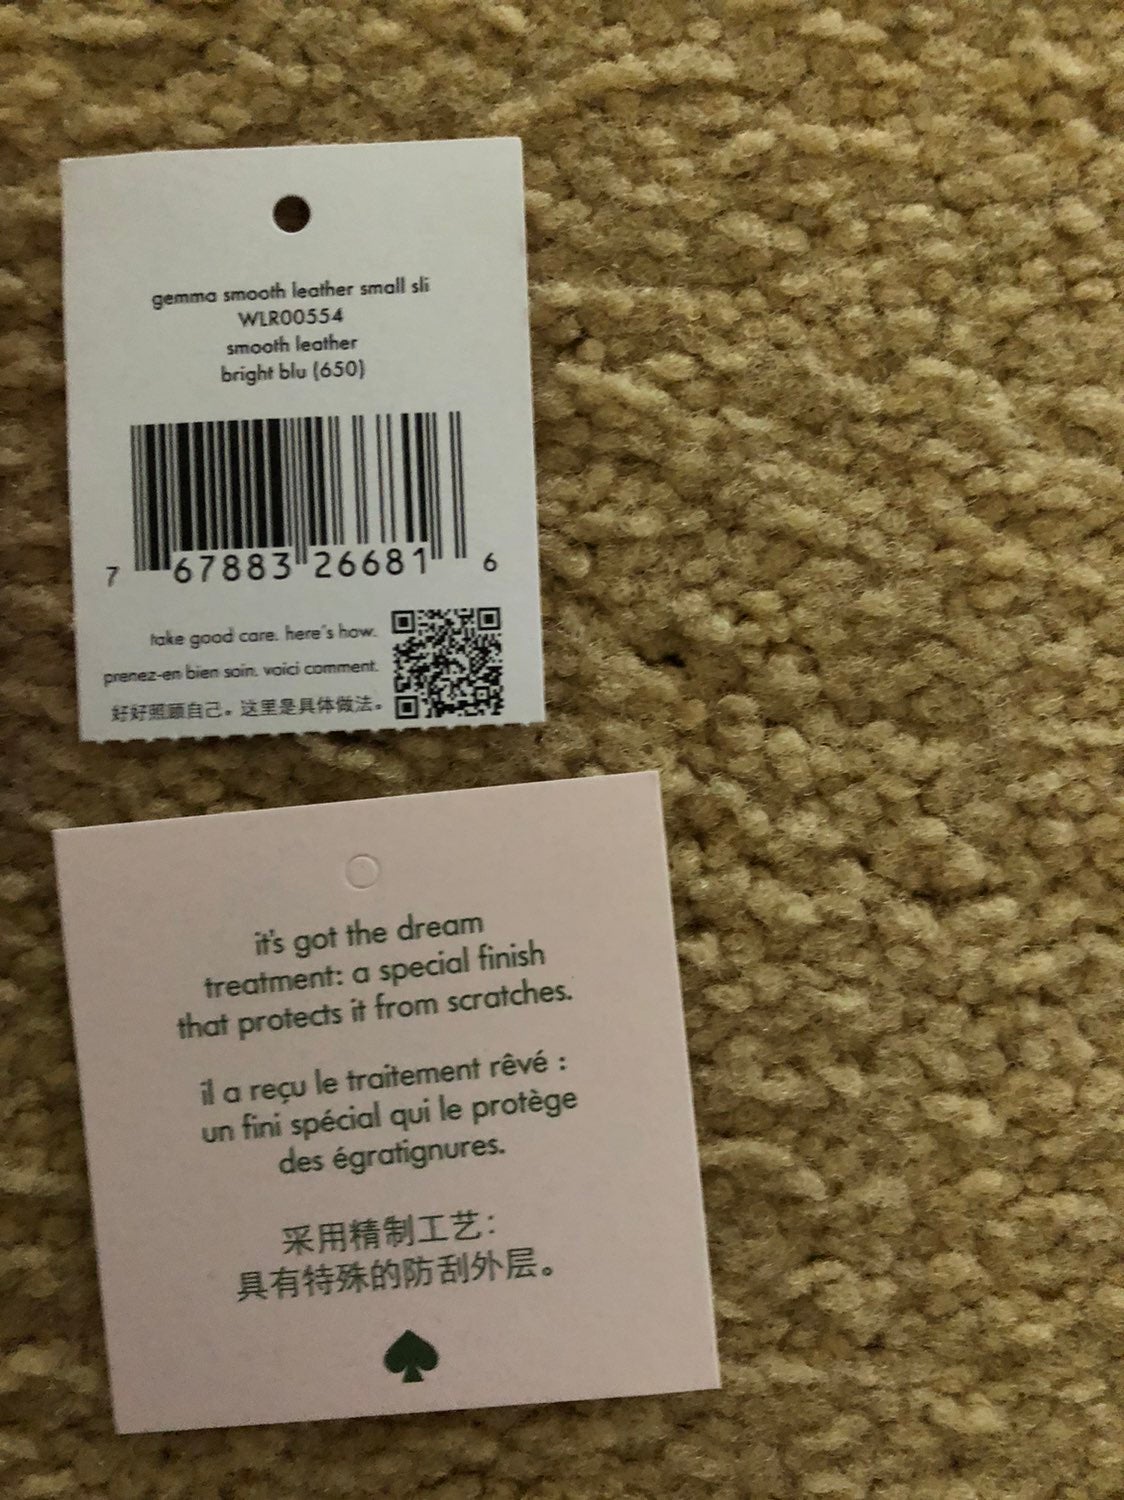 gemma smooth leather small sli
WLR00554
smooth leather
bright blu (650)
7 67883 26681 6
take good care. here's how.
prenez-en bien soin. voici comment.
好好照顾自己。这里是具体做法。
it's got the dream
treatment: a special finish
that protects it from scratches.
il a reçu le traitement rêvé :
un fini spécial qui le protège
des égratignures.
采用精制工艺：
具有特殊的防刮外层。